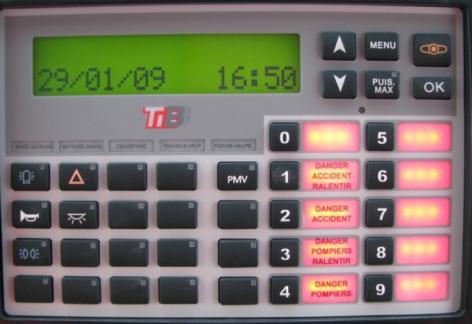 MENU
29/01/09 16:50
PUIS. MAX
OK
TTB
0
5
PMV
1
DANGER
ACCIDENT
RALENTIR
6
2
DANGER
ACCIDENT
7
3
DANGER
POMPIERS
RALENTIR
8
4
DANGER
POMPIERS
9